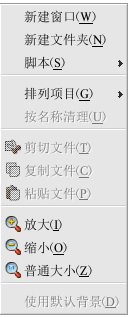 新建窗口(W)
新建文件夹(N)
脚本(S)
排列项目(G)
按名称清理(U)
剪切文件(T)
复制文件(C)
粘贴文件(P)
放大(I)
缩小(O)
普通大小(Z)
使用默认背景(D)